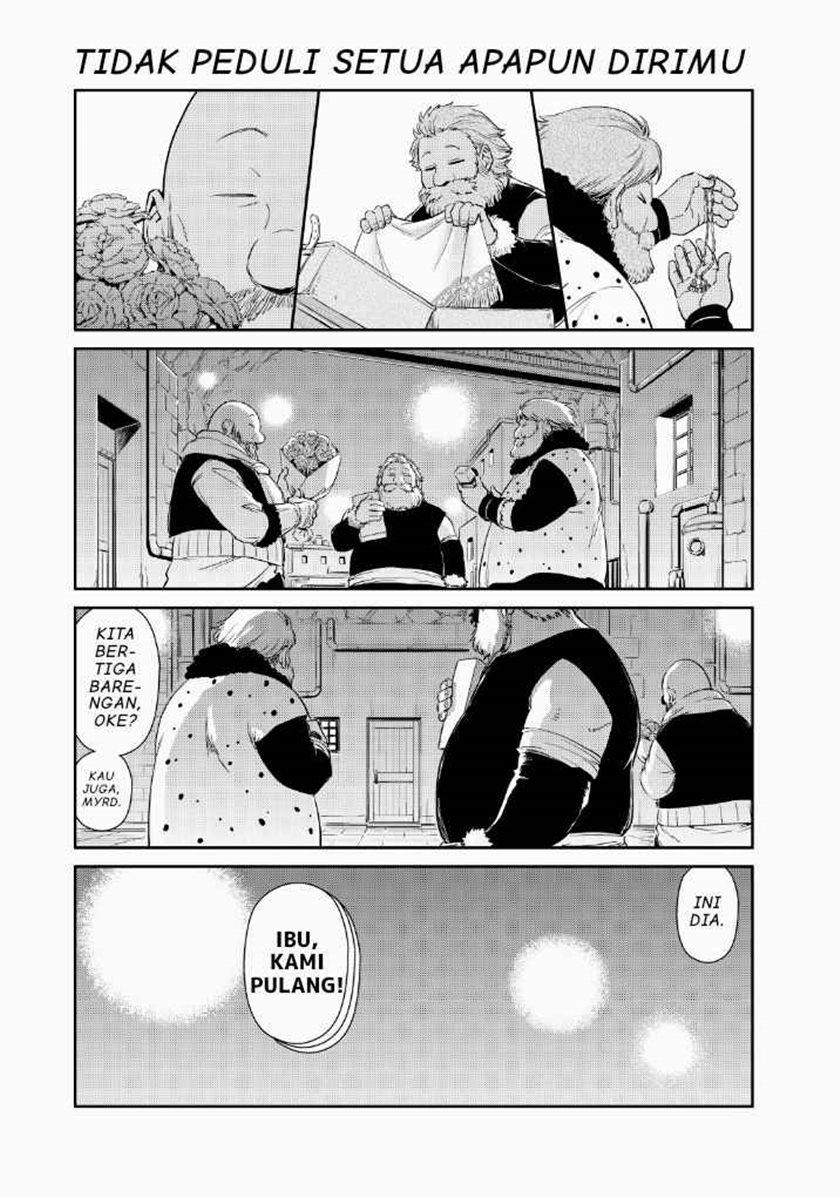 TIDAK PEDULI SETUA APAPUN DIRIMU
KITA
BER-
TIGA
BARE-
NGAN,
OKE?
KAU
JUGA,
MYRD.
INI
DIA.
IBU,
KAMI
PULANG!